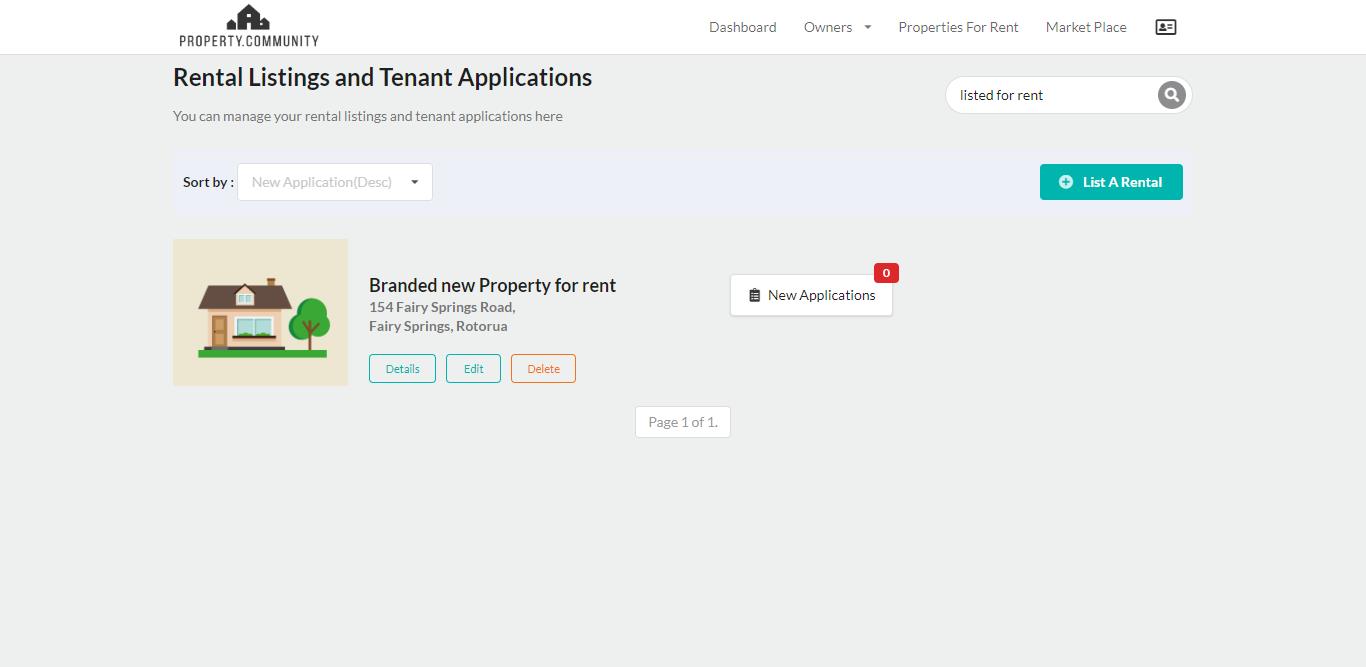 PROPERTY.COMMUNITY
Dashboard
Owners
Properties For Rent
Market Place
Rental Listings and Tenant Applications
You can manage your rental listings and tenant applications here
listed for rent
Sort by :
New Application(Desc)
List A Rental
Branded new Property for rent
154 Fairy Springs Road,
Fairy Springs, Rotorua
Details
Edit
Delete
0
New Applications
Page 1 of 1.